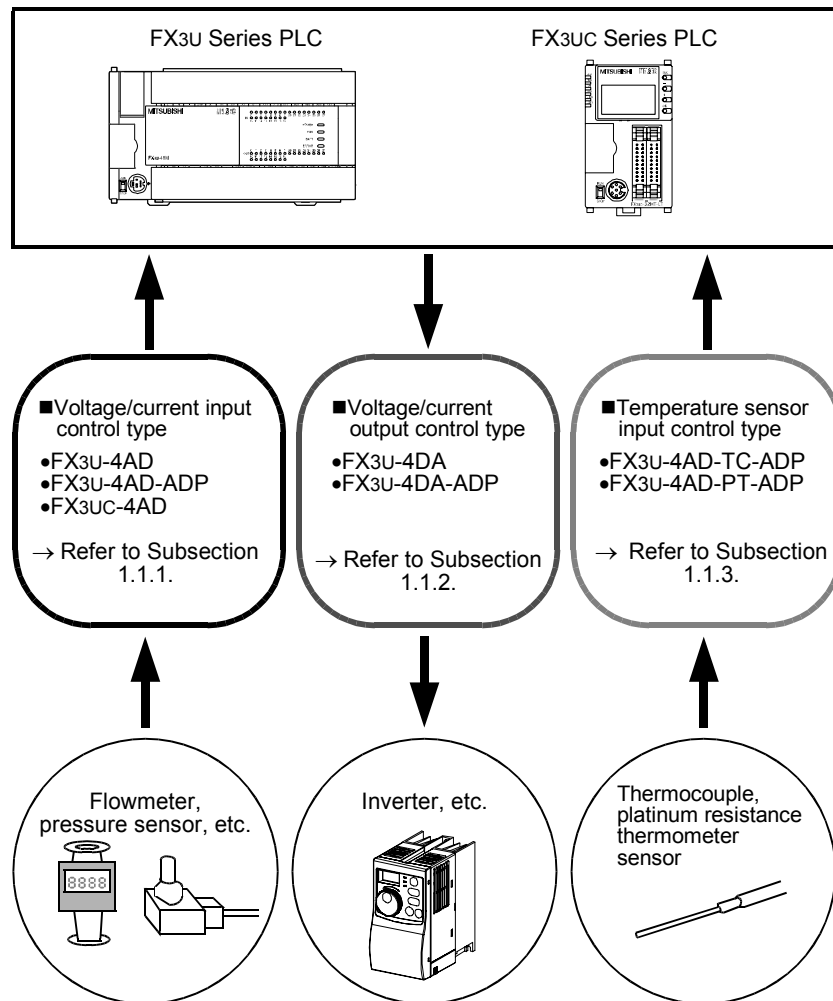 FX3U Series PLC
FX3UC Series PLC
MITSUBISHI
MITSUBISHI
■Voltage/current input
control type
●FX3U-4AD
●FX3U-4AD-ADP
●FX3UC-4AD
→ Refer to Subsection
1.1.1.
■Voltage/current
output control type
●FX3U-4DA
●FX3U-4DA-ADP
→ Refer to Subsection
1.1.2.
■Temperature sensor
input control type
●FX3U-4AD-TC-ADP
●FX3U-4AD-PT-ADP
→ Refer to Subsection
1.1.3.
Flowmeter,
pressure sensor, etc.
8888
Inverter, etc.
Thermocouple,
platinum resistance
thermometer
sensor